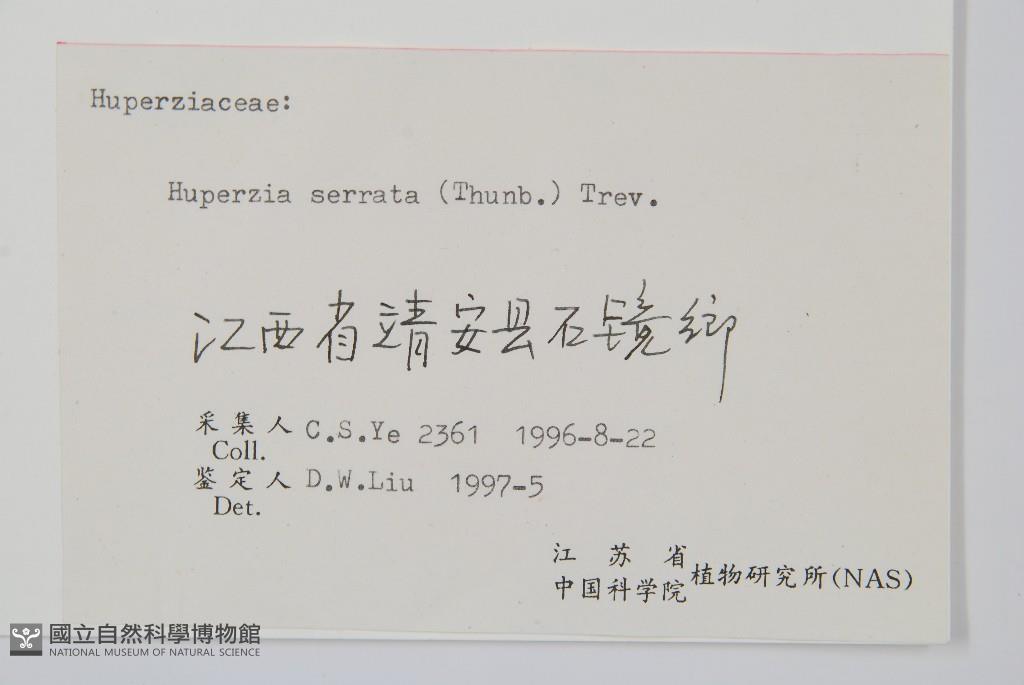 Huperziaceae:
Huperzia serrata (Thunb.) Trev.
江西省靖安县石镜鄉
采集人 C.S.Ye 2361 1996-8-22
Coll.
鉴定人 D.W.Liu 1997-5
Det.
江苏省
中国科学院 植物研究所(NAS)
國立自然科學博物館
NATIONAL MUSEUM OF NATURAL SCIENCE